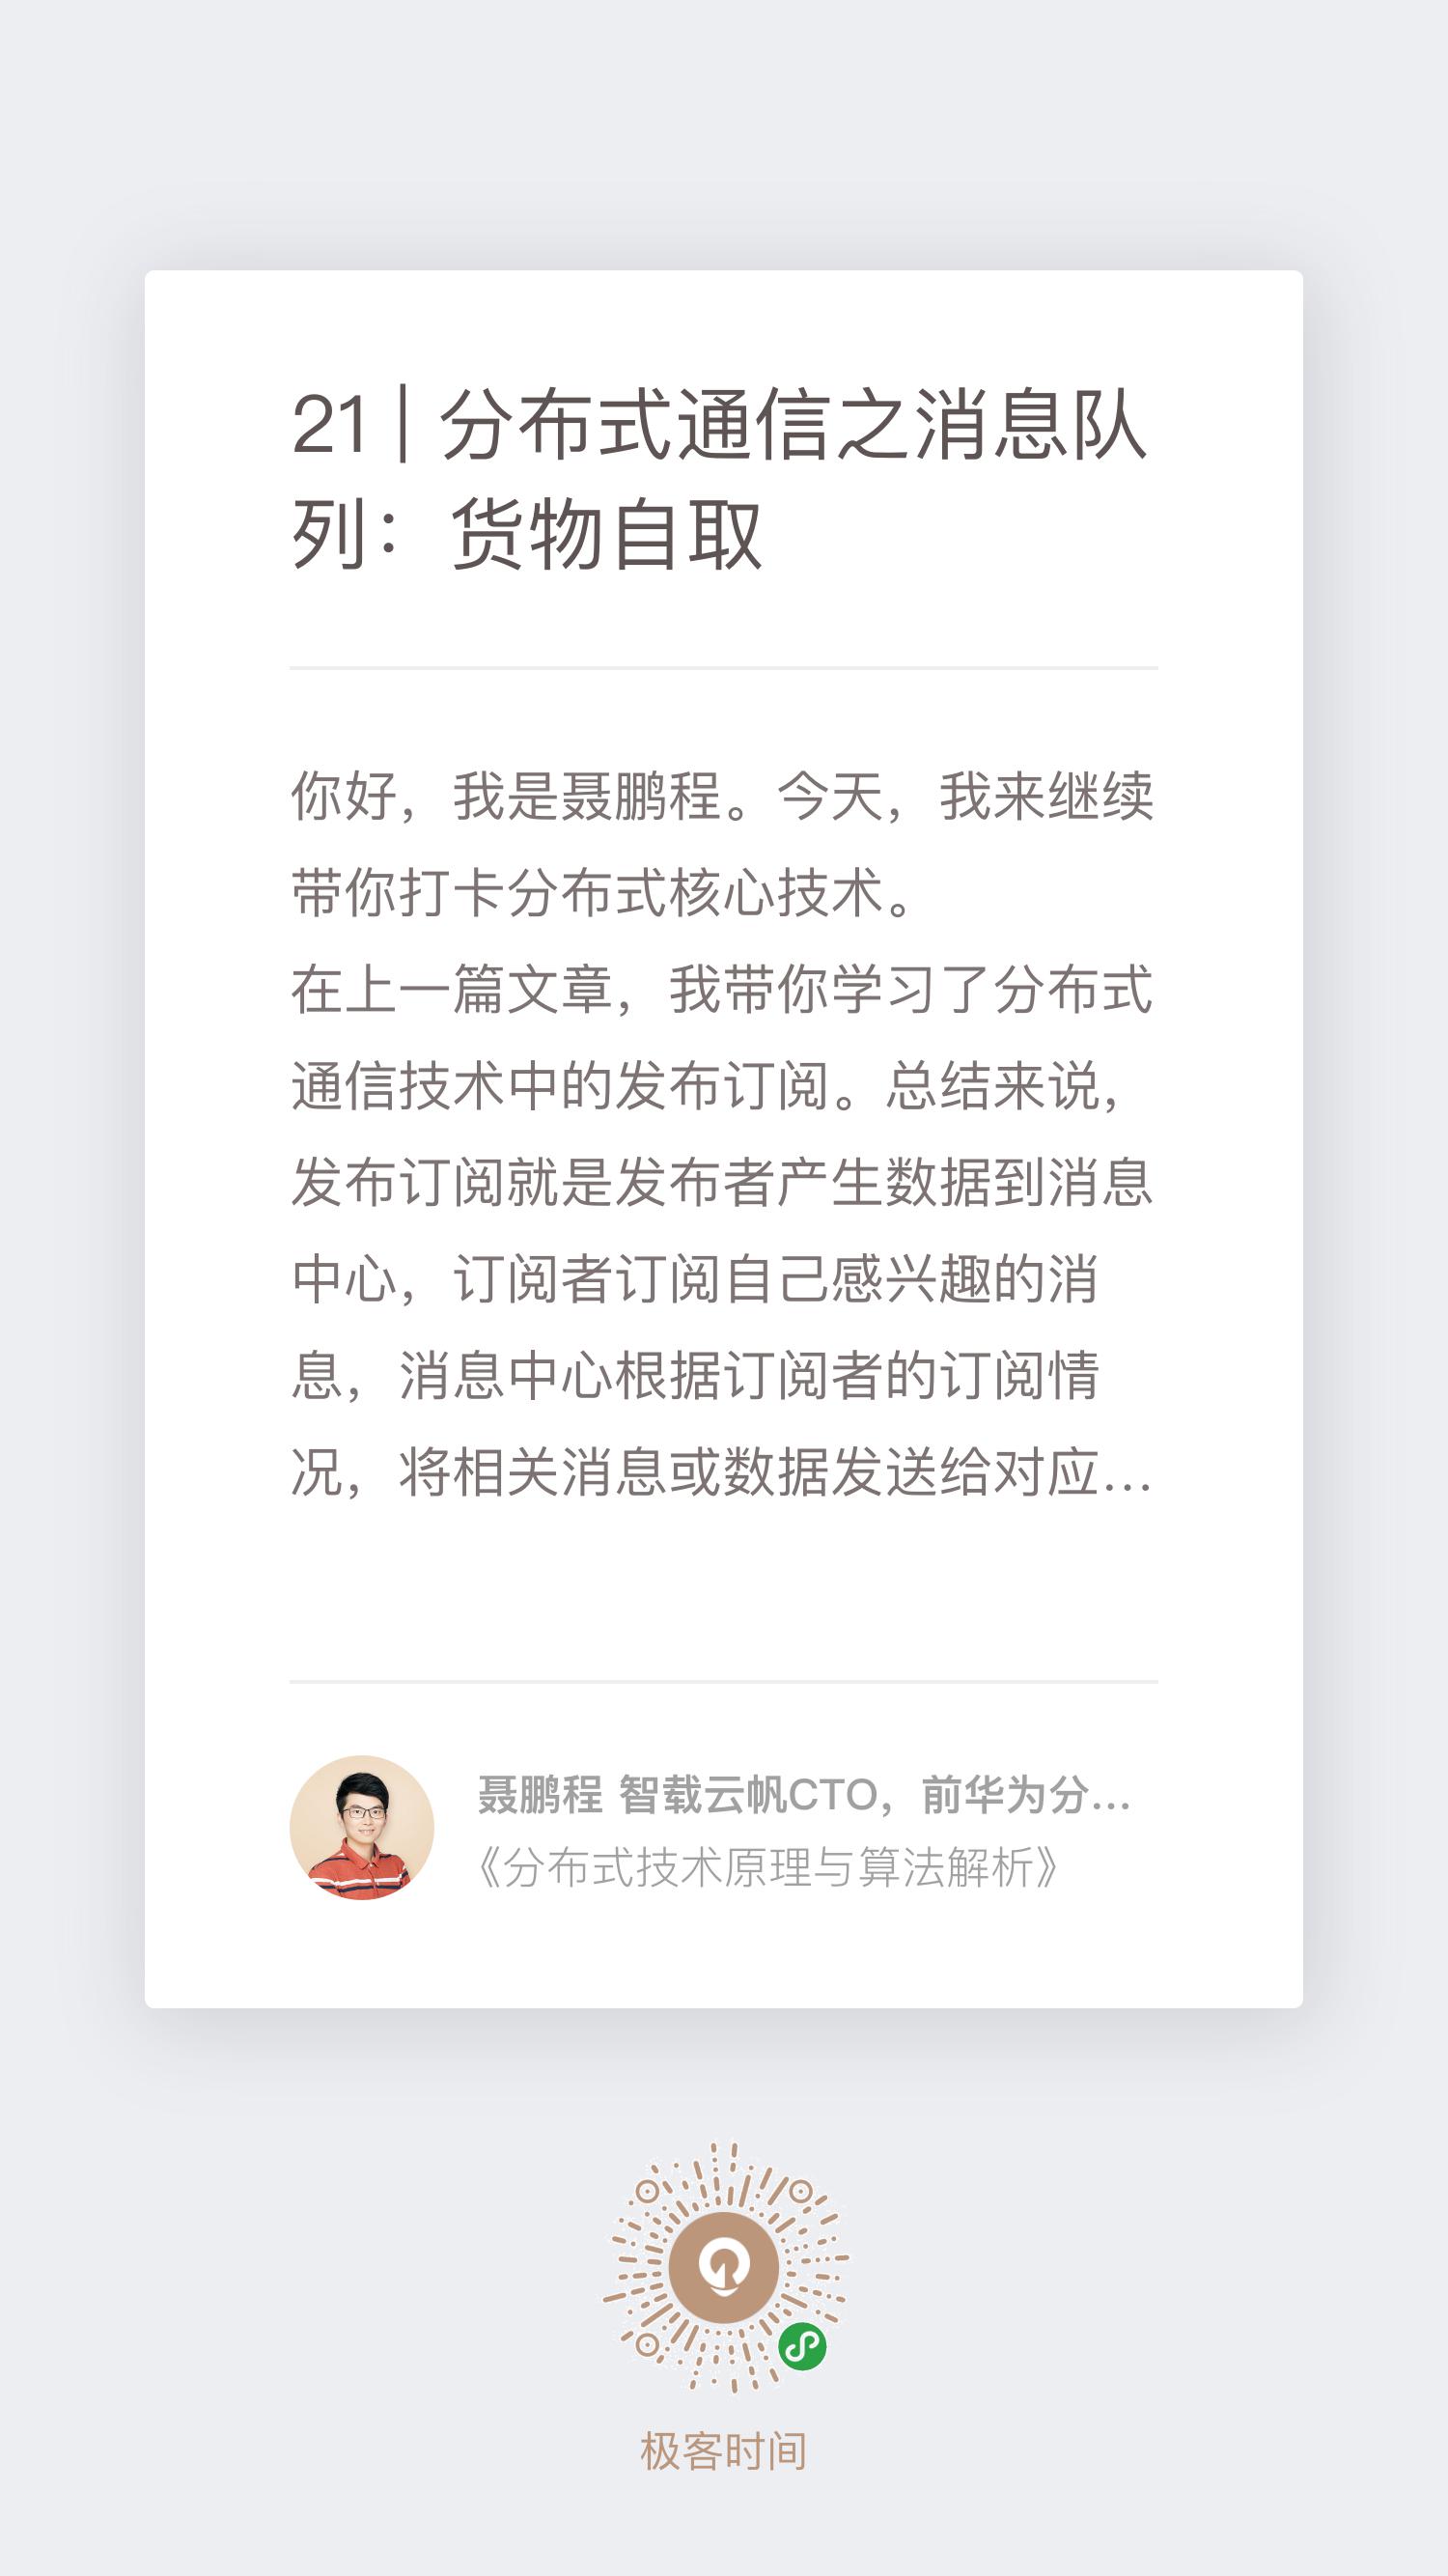 21 | 分布式通信之消息队
列：货物自取
你好，我是聂鹏程。今天，我来继续
带你打卡分布式核心技术。
在上一篇文章，我带你学习了分布式
通信技术中的发布订阅。总结来说，
发布订阅就是发布者产生数据到消息
中心，订阅者订阅自己感兴趣的消
息，消息中心根据订阅者的订阅情
况，将相关消息或数据发送给对应…
聂鹏程 智载云帆CTO，前华为分…
《分布式技术原理与算法解析》
极客时间